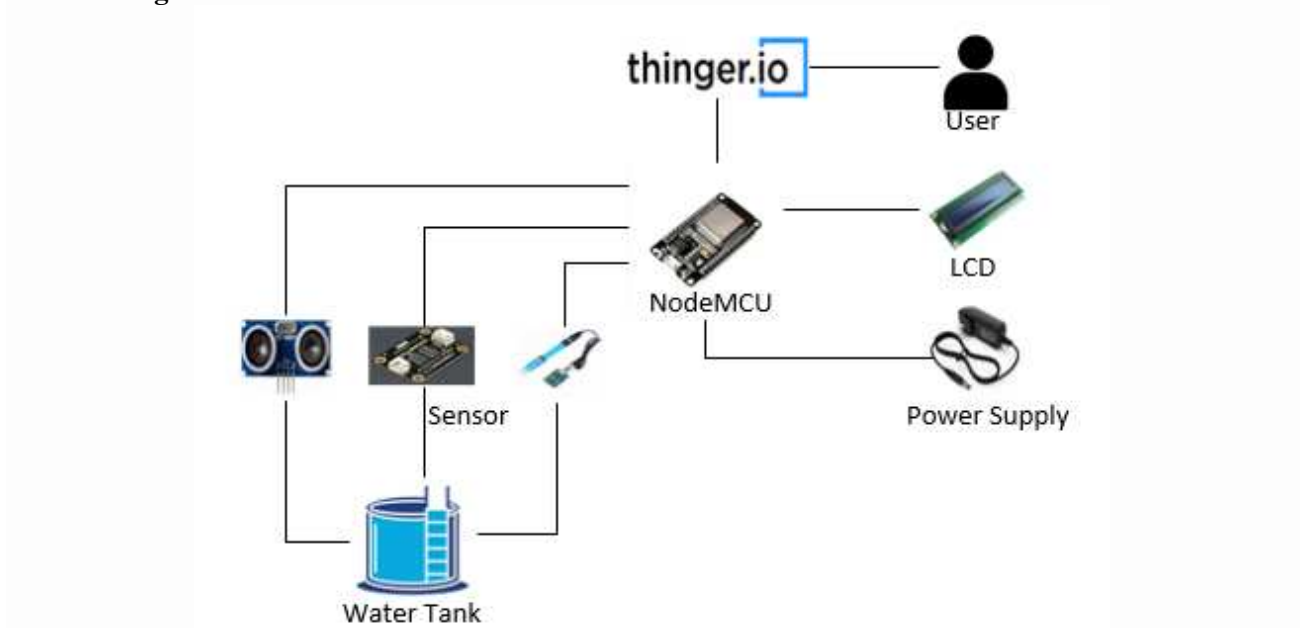 thinger.io
User
LCD
NodeMCU
Sensor
Power Supply
Water Tank